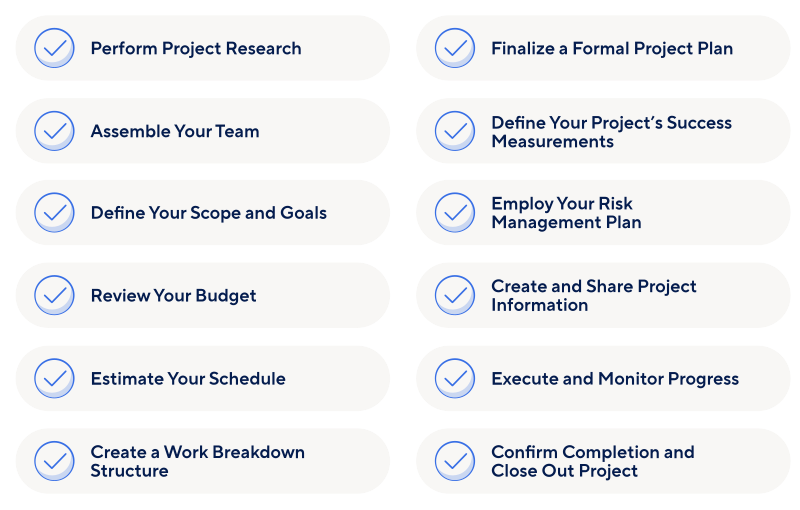 Perform Project Research
Assemble Your Team
Define Your Scope and Goals
Review Your Budget
Estimate Your Schedule
Create a Work Breakdown
Structure
Finalize a Formal Project Plan
Define Your Project’s Success
Measurements
Employ Your Risk
Management Plan
Create and Share Project
Information
Execute and Monitor Progress
Confirm Completion and
Close Out Project